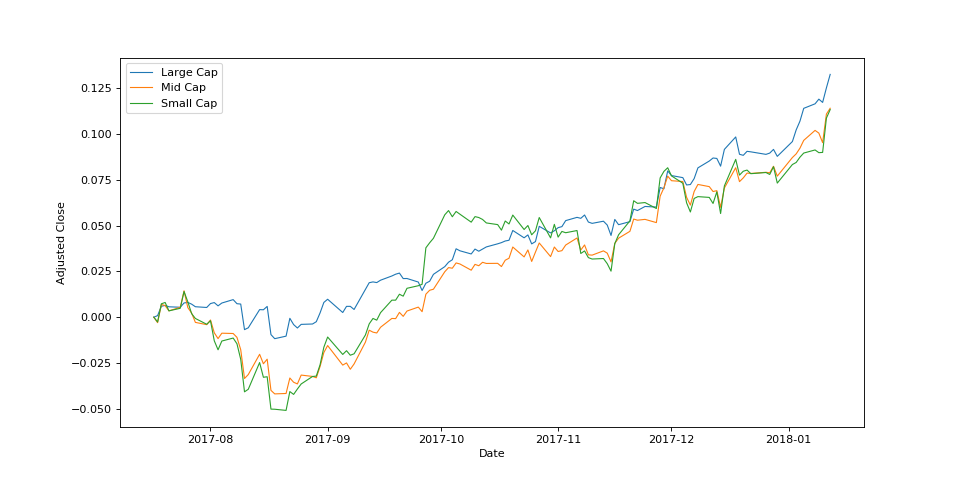 Large Cap
Mid Cap
Small Cap
0.125
0.100
0.075
0.050
0.025
0.000
−0.025
−0.050
Adjusted Close
2017-08 2017-09 2017-10 2017-11 2017-12 2018-01
Date